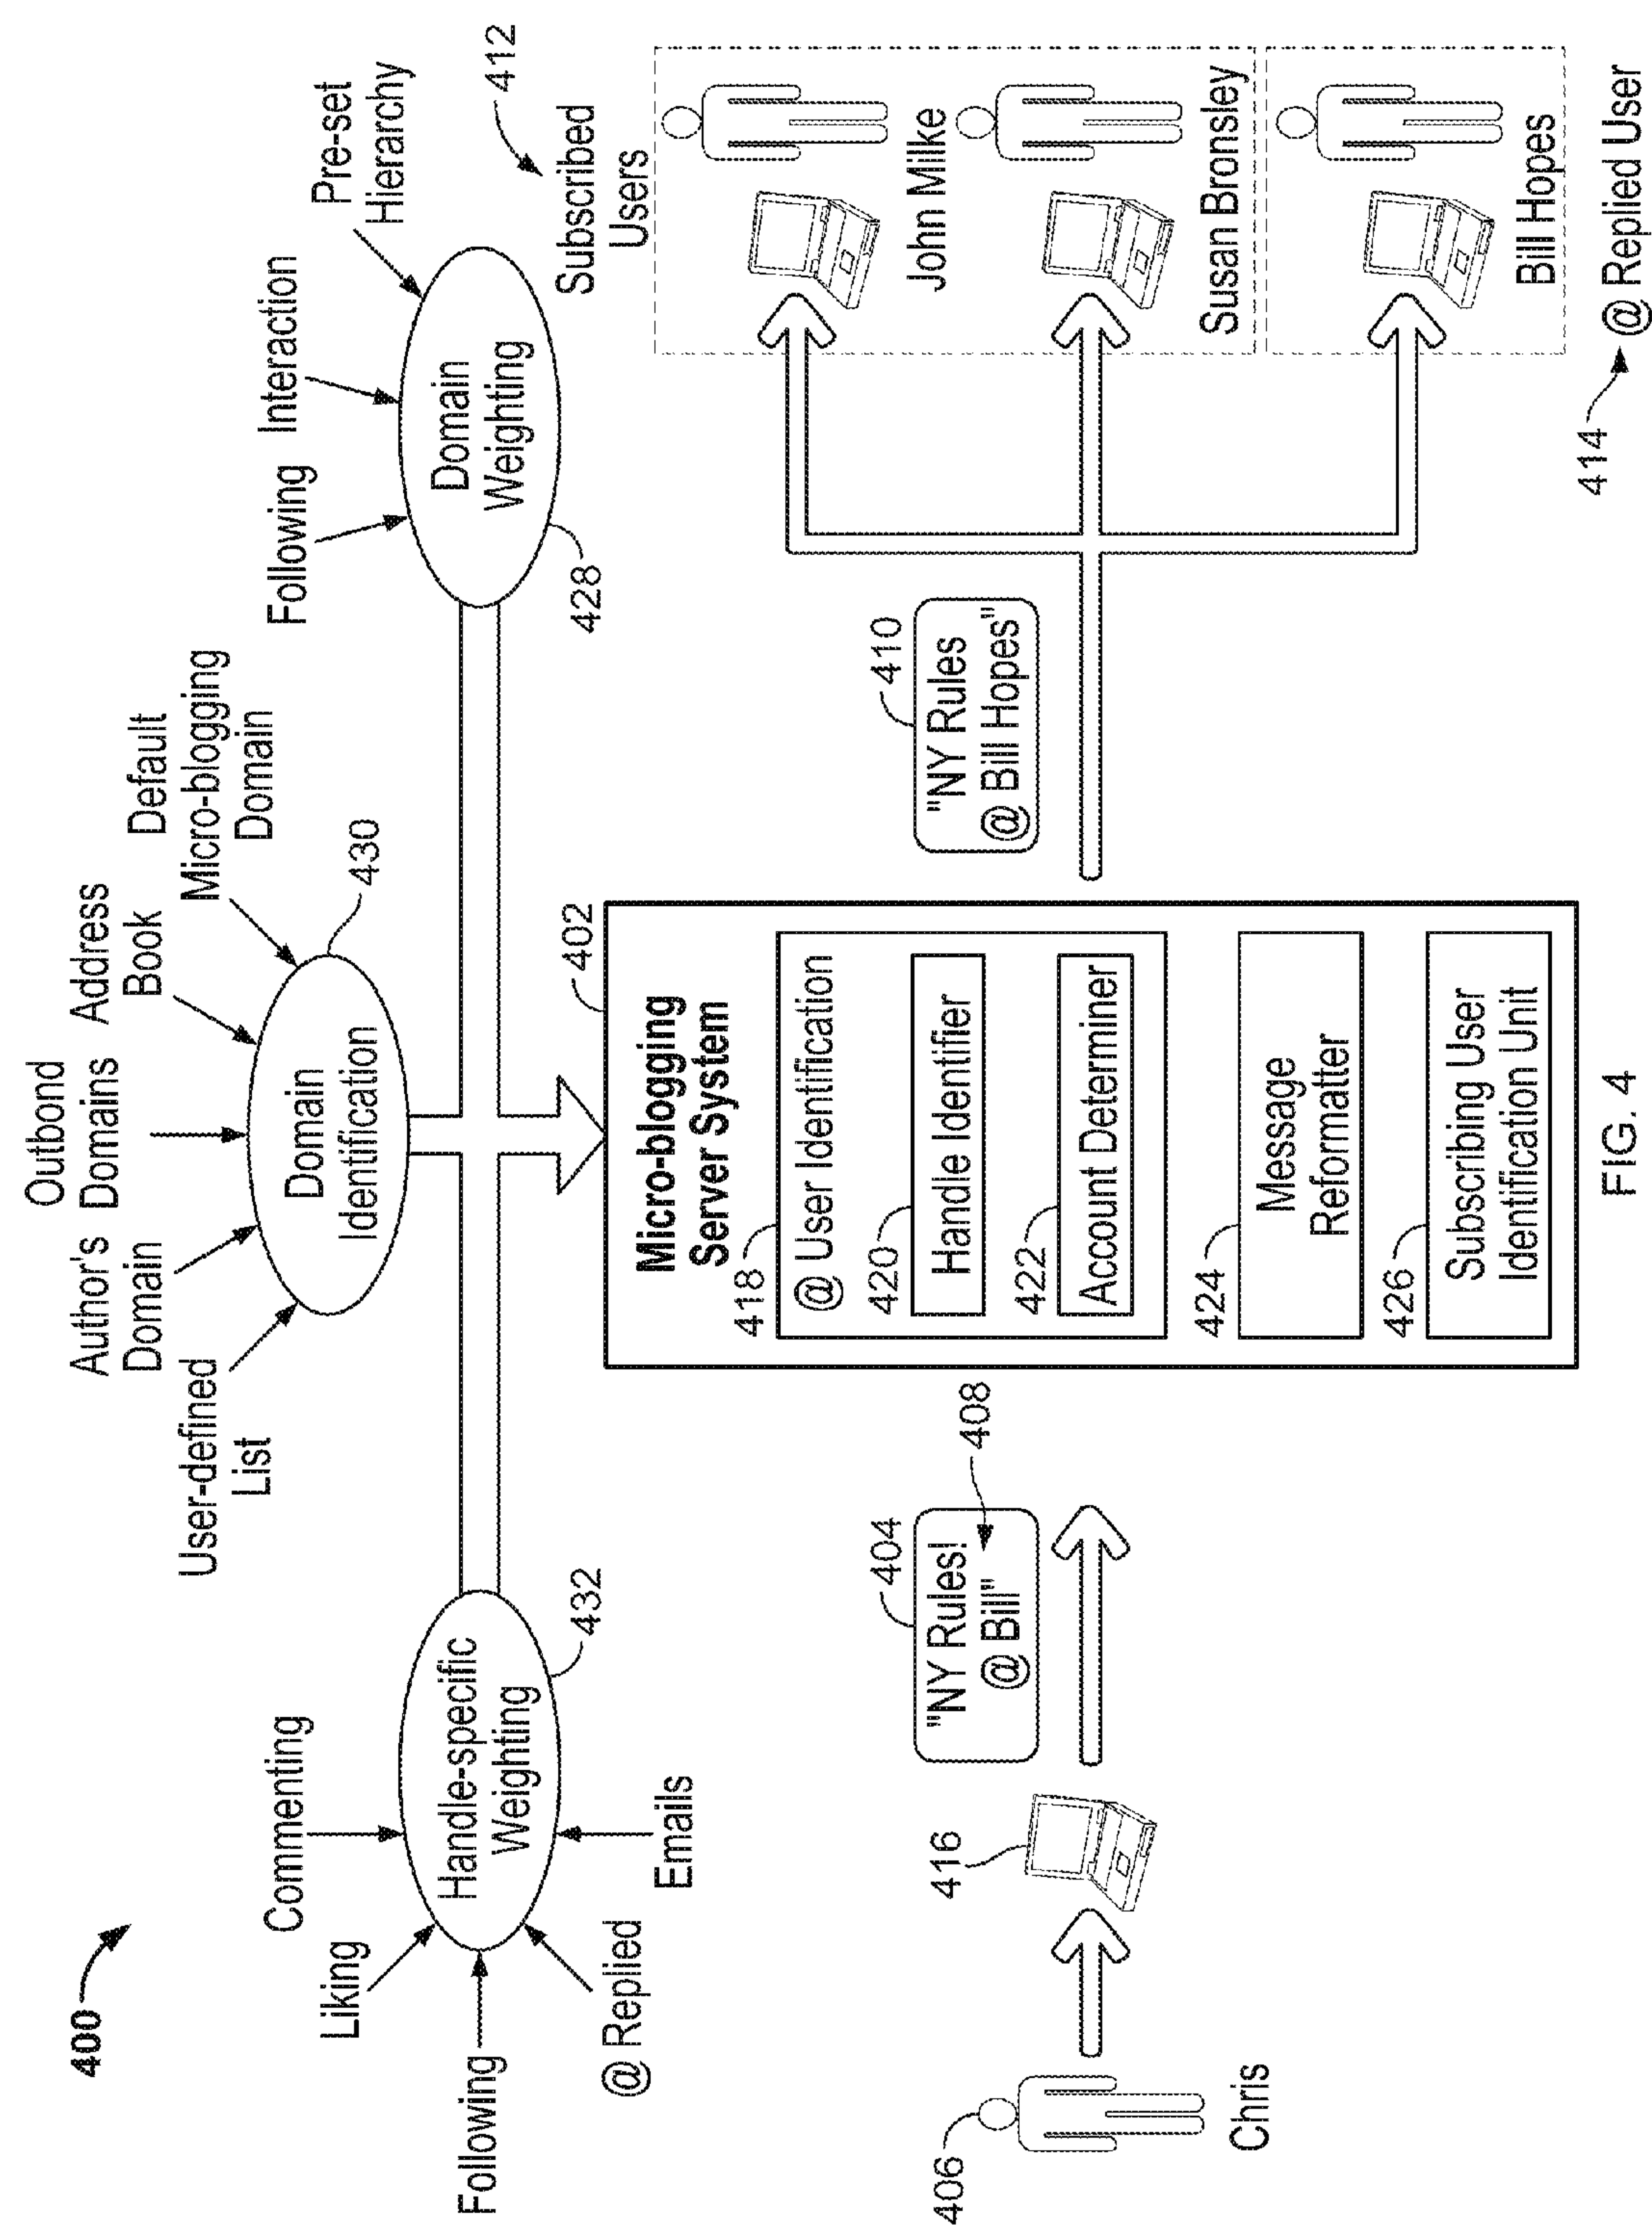 400
Outbond
Domains
Author's
Domain
Address
Book
Default
Micro-blogging
Domain
User-defined
List
Domain
Identification
430
Commenting
Liking
Following
@ Replied
Emails
Handle-specific
Weighting
432
Following
Interaction
Pre-set
Hierarchy
Domain
Weighting
428
406
Chris
416
404
"NY Rules!
@ Bill"
408
402
Micro-blogging
Server System
418
@ User Identification
420
Handle Identifier
422
Account Determiner
424
Message
Reformatter
426
Subscribing User
Identification Unit
410
"NY Rules
@ Bill Hopes"
412
Subscribed
Users
John Milke
Susan Bronsley
Bill Hopes
414
@ Replied User
FIG. 4